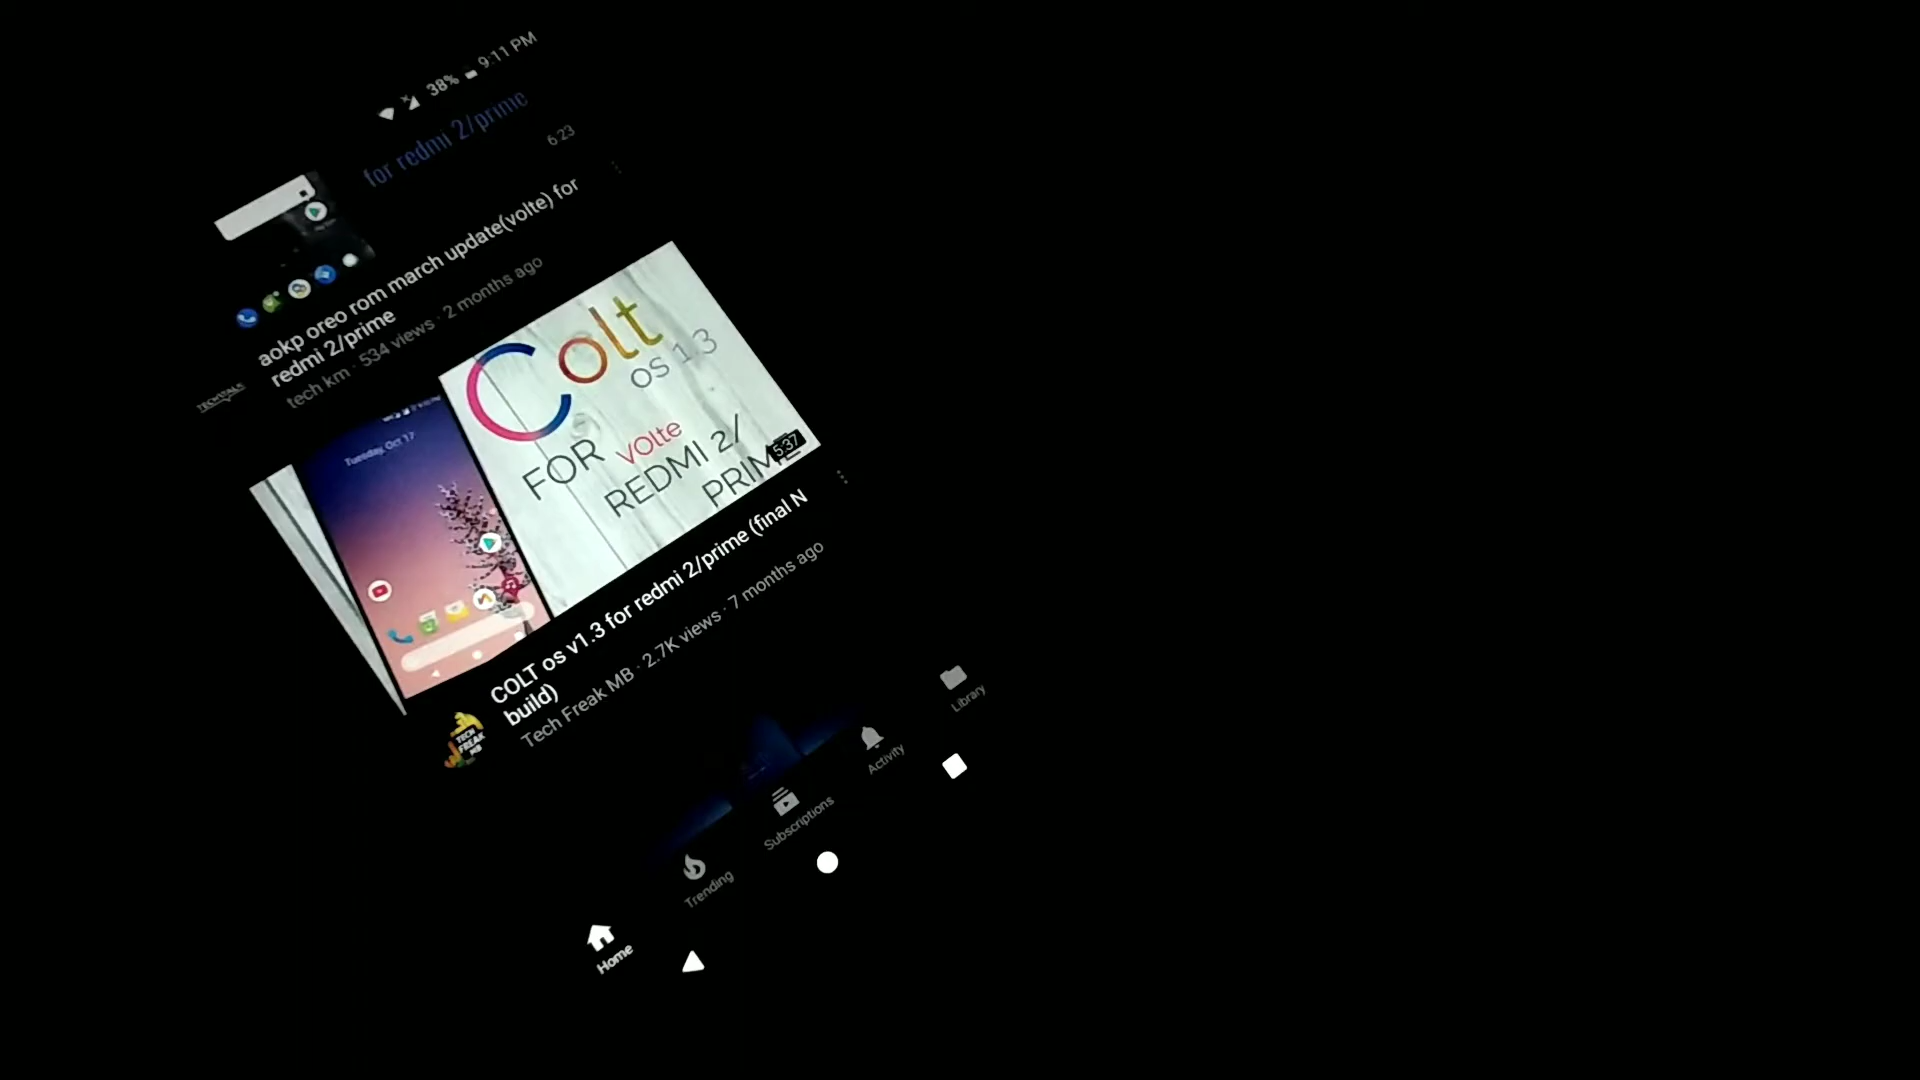 38% 9:11 PM
for redmi 2/prime
6:23
aokp oreo rom march update(volte) for
redmi 2/prime
tech km · 534 views · 2 months ago
Tuesday, Oct 17
Colt
OS 1.3
FOR vOlte
REDMI 2/
PRIME
5:37
COLT os v1.3 for redmi 2/prime (final N
build)
Tech Freak MB · 2.7K views · 7 months ago
TECH
FREAK
MB
Home
Trending
Subscriptions
Activity
Library